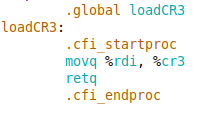 .global loadCR3
loadCR3:
.cfi_startproc
movq %rdi, %cr3
retq
.cfi_endproc